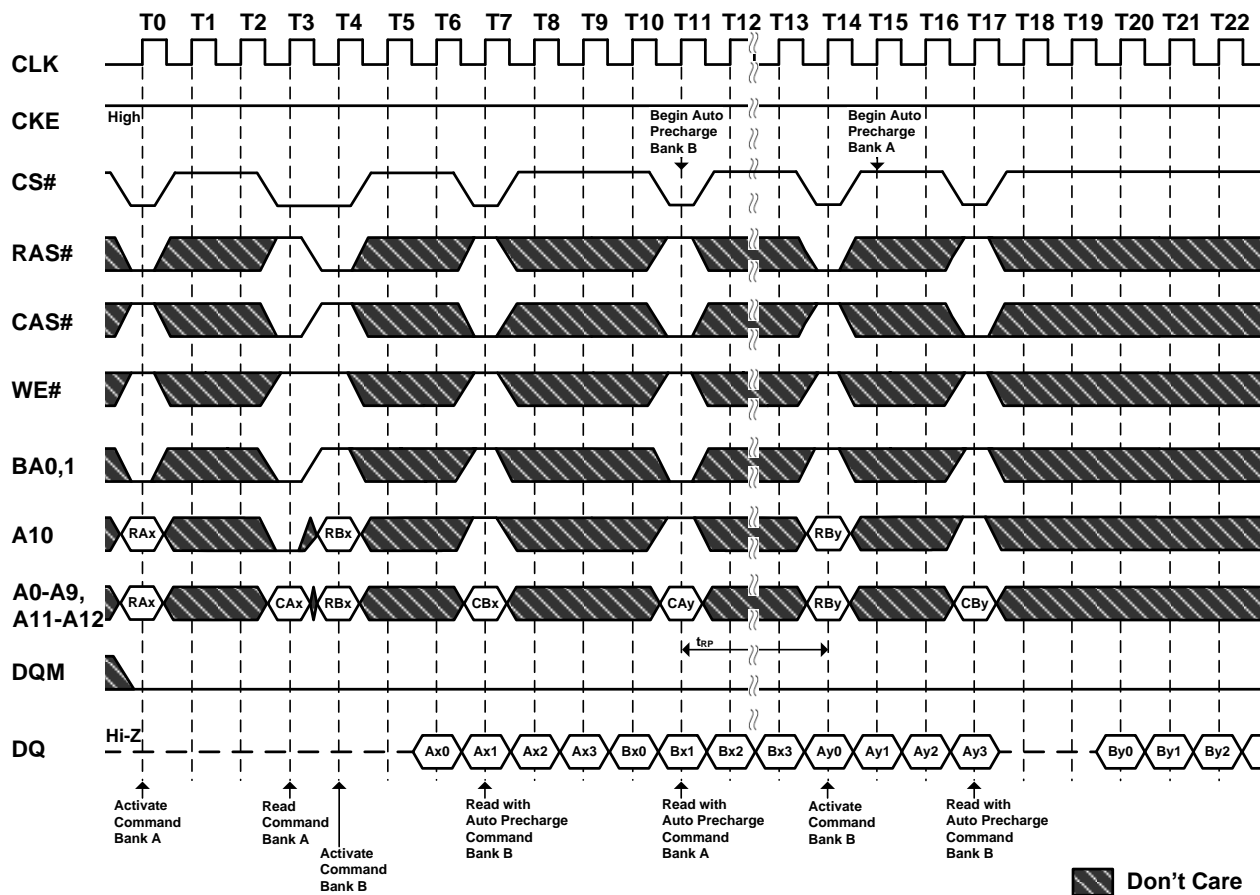 T0 T1 T2 T3 T4 T5 T6 T7 T8 T9 T10 T11 T12 T13 T14 T15 T16 T17 T18 T19 T20 T21 T22
CLK
CKE
High
Begin Auto
Precharge
Bank B
Begin Auto
Precharge
Bank A
CS#
RAS#
CAS#
WE#
BA0,1
A10
RAx RBx RBy
A0-A9,
A11-A12
RAx CAx RBx CBx CAy RBy CBy
tRP
DQM
DQ
Hi-Z
Ax0 Ax1 Ax2 Ax3 Bx0 Bx1 Bx2 Bx3 Ay0 Ay1 Ay2 Ay3 By0 By1 By2
Activate
Command
Bank A
Read
Command
Bank A
Activate
Command
Bank B
Read with
Auto Precharge
Command
Bank B
Read with
Auto Precharge
Command
Bank A
Activate
Command
Bank B
Read with
Auto Precharge
Command
Bank B
Don't Care